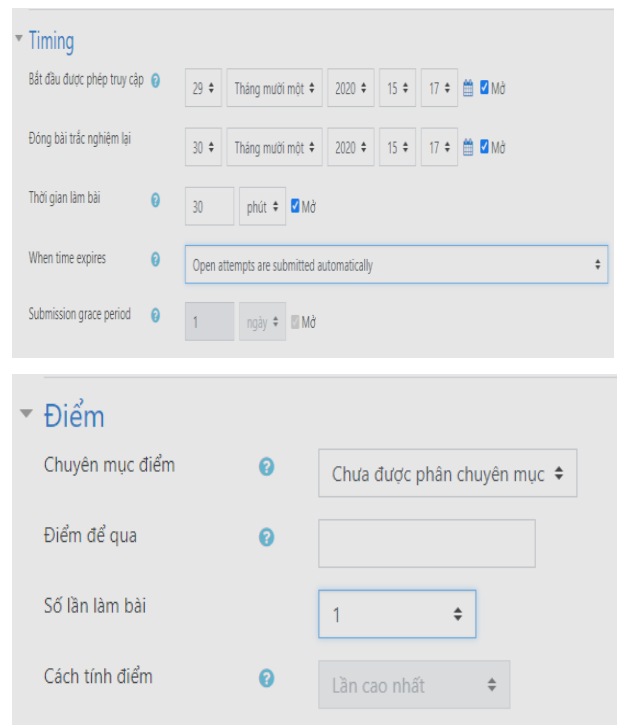 Timing
Bắt đầu được phép truy cập 29 Tháng mười một 2020 15 17 Mở
Đóng bài trắc nghiệm lại 30 Tháng mười một 2020 15 17 Mở
Thời gian làm bài 30 phút Mở
When time expires Open attempts are submitted automatically
Submission grace period 1 ngày Mở
Điểm
Chuyên mục điểm Chưa được phân chuyên mục
Điểm để qua
Số lần làm bài 1
Cách tính điểm Lần cao nhất